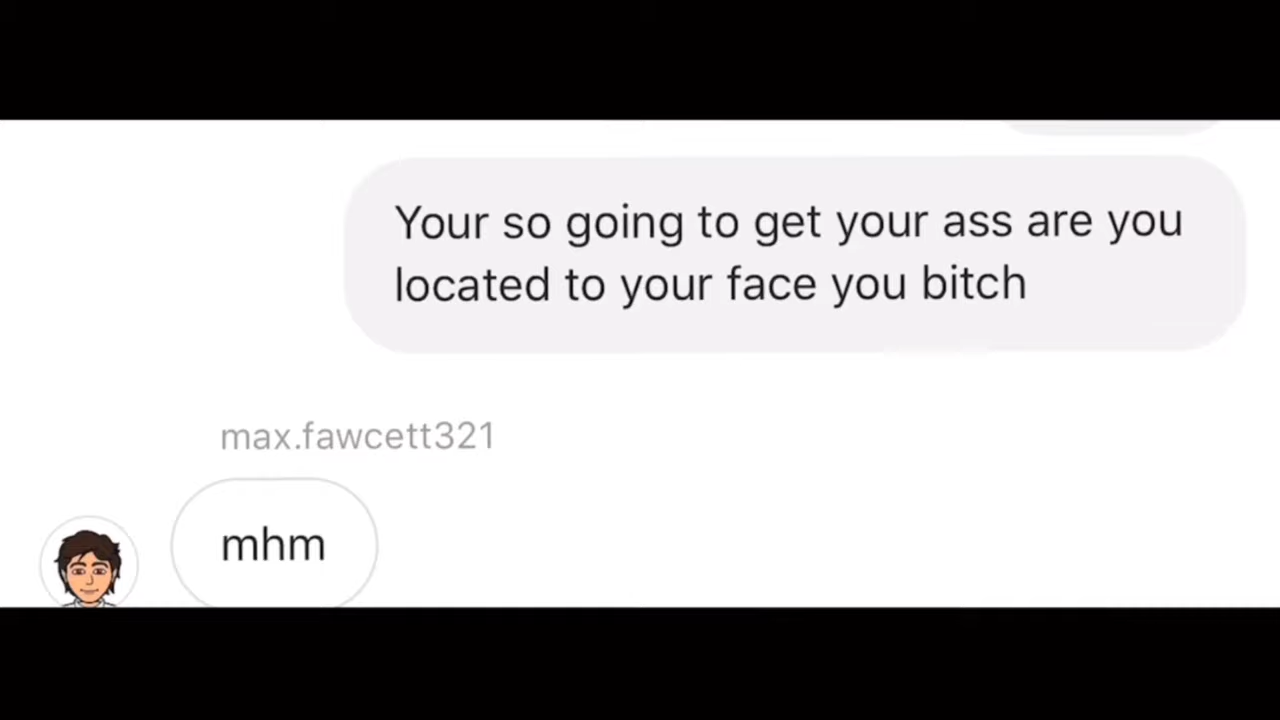 Your so going to get your ass are you
located to your face you bitch
max.fawcett321
mhm